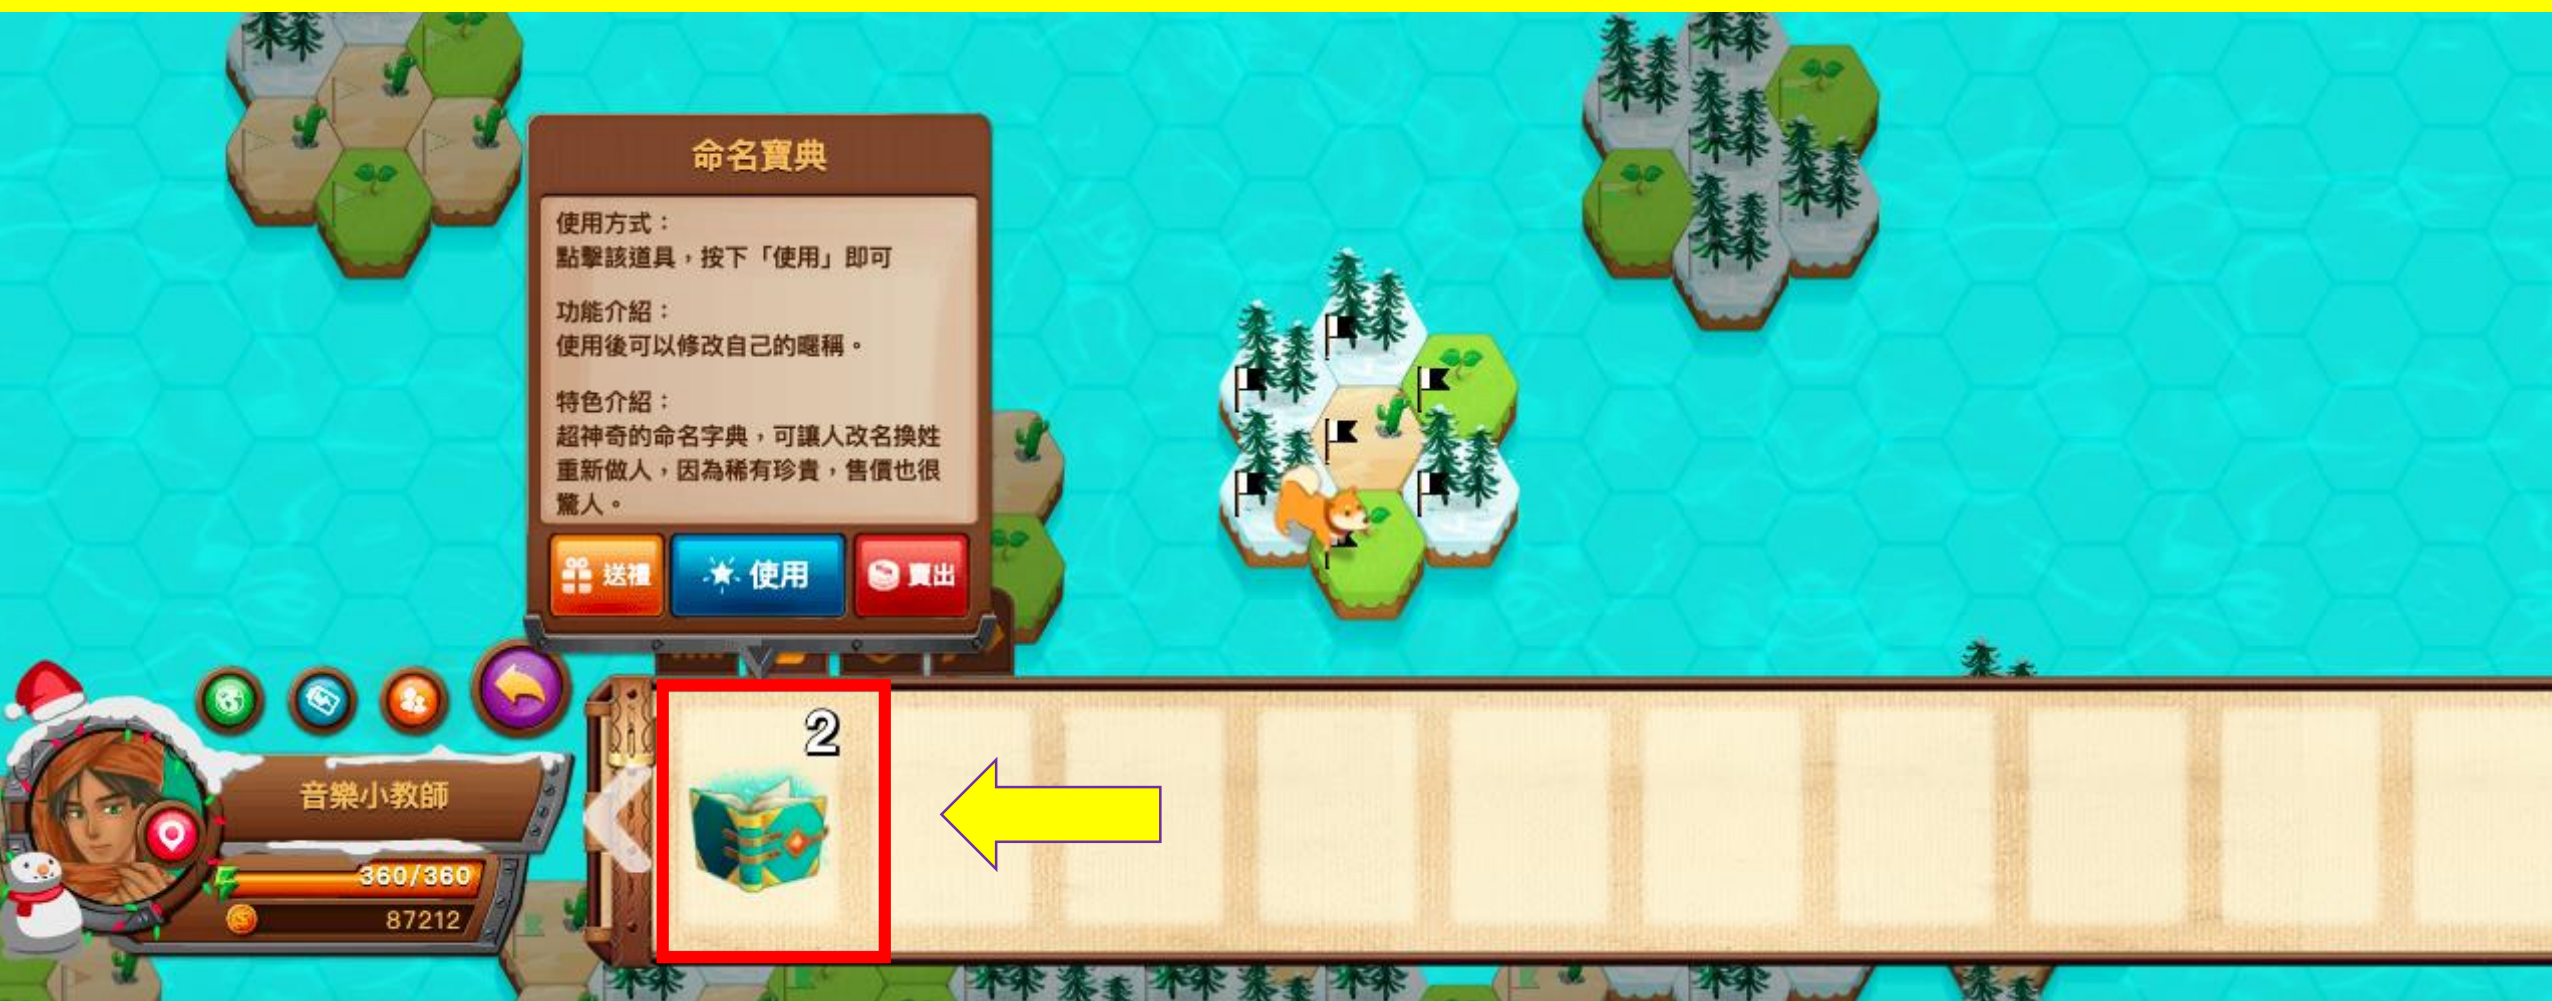 命名寶典
使用方式：
點擊該道具，按下「使用」即可
功能介紹：
使用後可以修改自己的暱稱。
特色介紹：
超神奇的命名字典，可讓人改名換姓
重新做人，因為稀有珍貴，售價也很
驚人。
送禮
使用
賣出
2
音樂小教師
360/360
87212